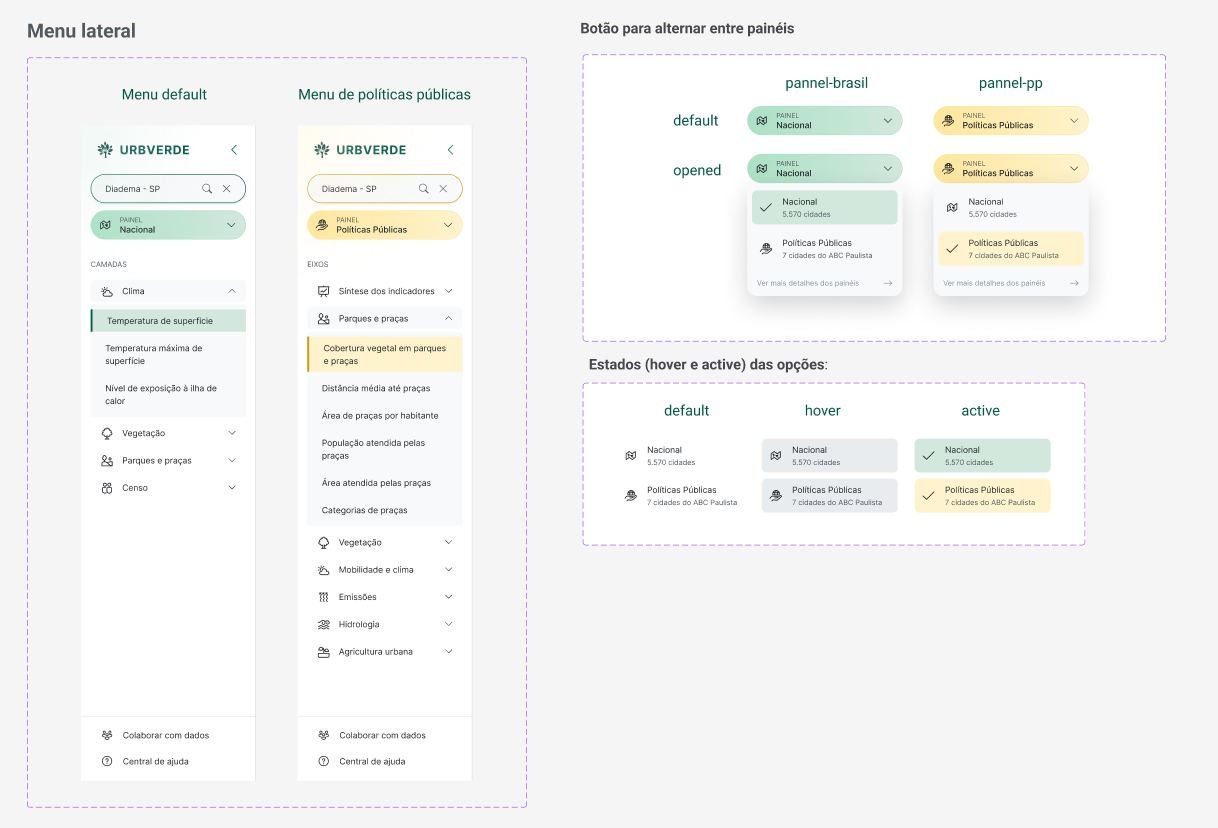 Menu lateral
Menu default
URBVERDE
Diadema - SP
PAINEL
Nacional
CAMADAS
Clima
Temperatura de superfície
Temperatura máxima de
superfície
Nível de exposição à ilha de
calor
Vegetação
Parques e praças
Censo
Colaborar com dados
Central de ajuda
Menu de políticas públicas
URBVERDE
Diadema - SP
PAINEL
Políticas Públicas
EIXOS
Síntese dos indicadores
Parques e praças
Cobertura vegetal em parques
e praças
Distância média até praças
Área de praças por habitante
População atendida pelas
praças
Área atendida pelas praças
Categorias de praças
Vegetação
Mobilidade e clima
Emissões
Hidrologia
Agricultura urbana
Colaborar com dados
Central de ajuda
Botão para alternar entre painéis
pannel-brasil
pannel-pp
default
PAINEL
Nacional
PAINEL
Políticas Públicas
opened
PAINEL
Nacional
Nacional
5.570 cidades
Políticas Públicas
7 cidades do ABC Paulista
Ver mais detalhes dos painéis
PAINEL
Políticas Públicas
Nacional
5.570 cidades
Políticas Públicas
7 cidades do ABC Paulista
Ver mais detalhes dos painéis
Estados (hover e active) das opções:
default
hover
active
Nacional
5.570 cidades
Nacional
5.570 cidades
Nacional
5.570 cidades
Políticas Públicas
7 cidades do ABC Paulista
Políticas Públicas
7 cidades do ABC Paulista
Políticas Públicas
7 cidades do ABC Paulista